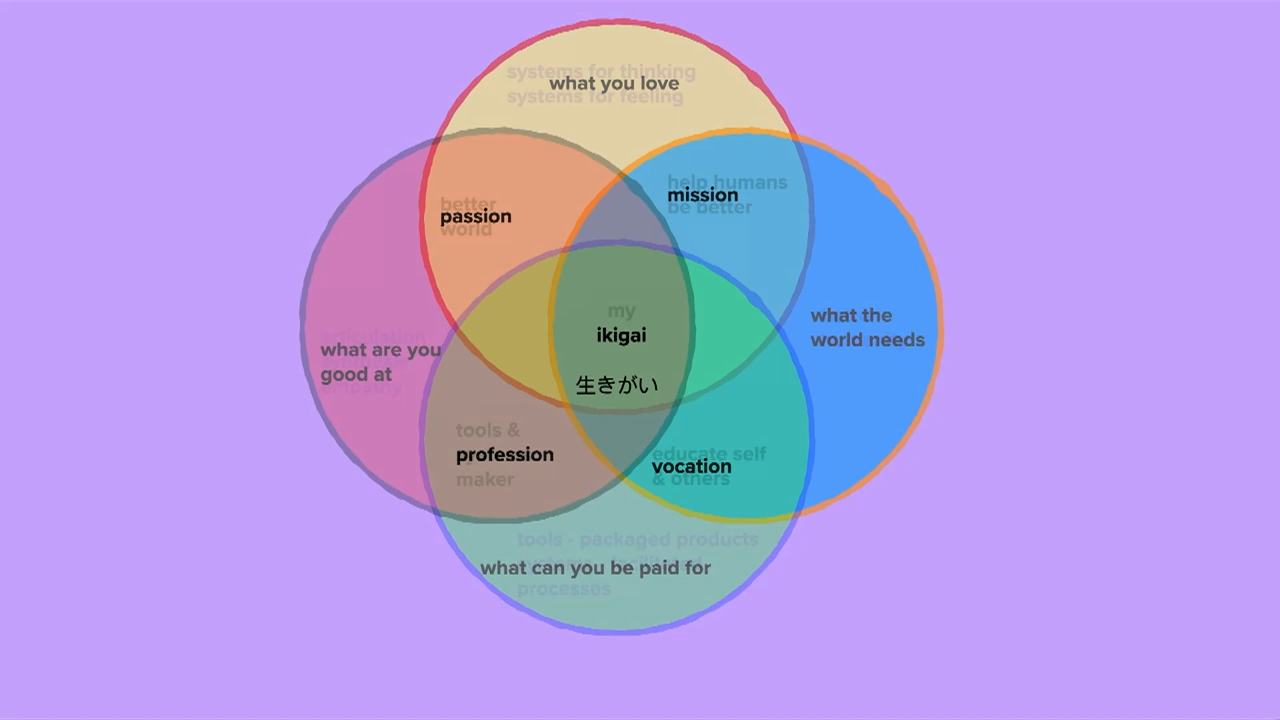 systems for thinking
what you love
systems for feeling
help humans
mission
be better
better
passion
world
my
ikigai
生きがい
what the
world needs
articulation
what are you
good at
empathy
tools &
profession
maker
educate self
vocation
& others
tools - packaged products
what can you be paid for
processes